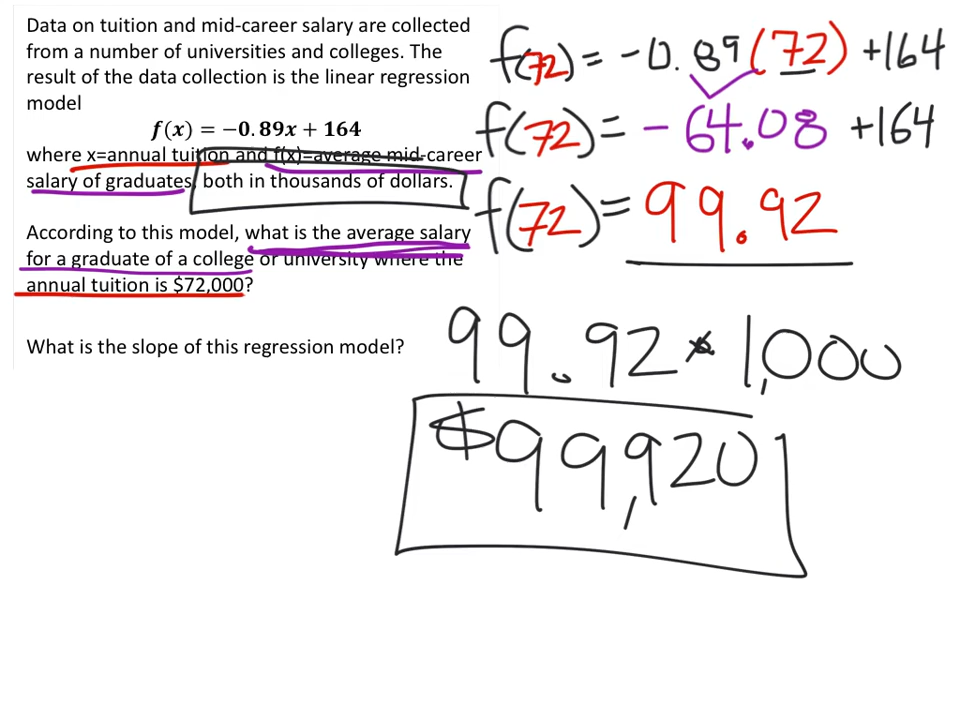 Data on tuition and mid-career salary are collected
from a number of universities and colleges. The
result of the data collection is the linear regression
model
f(x) = −0.89x + 164
where x=annual tuition and f(x)=average mid-career
salary of graduates, both in thousands of dollars.
According to this model, what is the average salary
for a graduate of a college or university where the
annual tuition is $72,000?
What is the slope of this regression model?
f(72) = -0.89(72) +164
f(72) = - 64.08 +164
f(72) = 99.92
99.92 * 1,000
$99,920